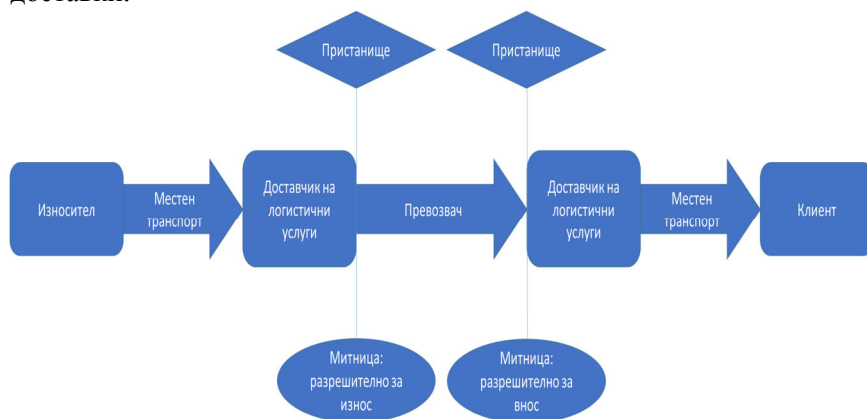 Пристанище
Пристанище
Износител
Местен
транспорт
Доставчик на
логистични
услуги
Превозвач
Доставчик на
логистични
услуги
Местен
транспорт
Клиент
Митница:
разрешително за
износ
Митница:
разрешително за
внос